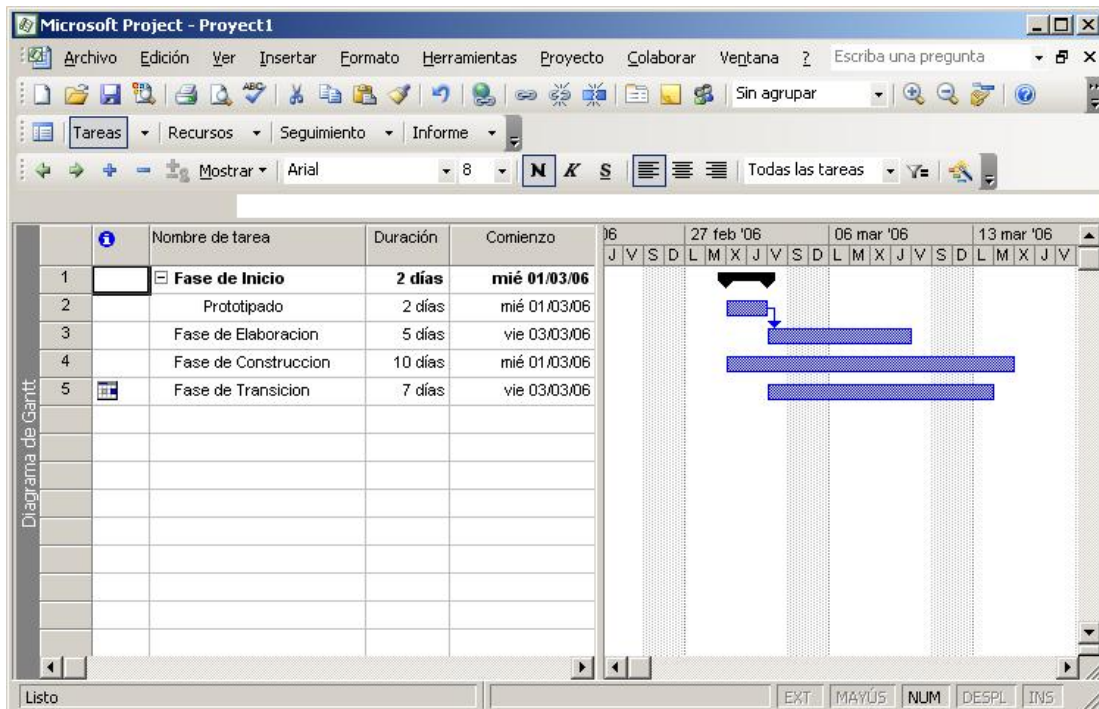 Microsoft Project - Proyect1
Archivo Edición Ver Insertar Formato Herramientas Proyecto Colaborar Ventana ? Escriba una pregunta
ABC Sin agrupar
Tareas Recursos Seguimiento Informe
Mostrar Arial 8 N K S Todas las tareas
Nombre de tarea Duración Comienzo 06 27 feb '06 06 mar '06 13 mar '06
J V S D L M X J V S D L M X J V S D L M X J V
1 Fase de Inicio 2 días mié 01/03/06
2 Prototipado 2 días mié 01/03/06
3 Fase de Elaboracion 5 días vie 03/03/06
4 Fase de Construccion 10 días mié 01/03/06
5 Fase de Transicion 7 días vie 03/03/06
Diagrama de Gantt
Listo EXT MAYÚS NUM DESPL INS